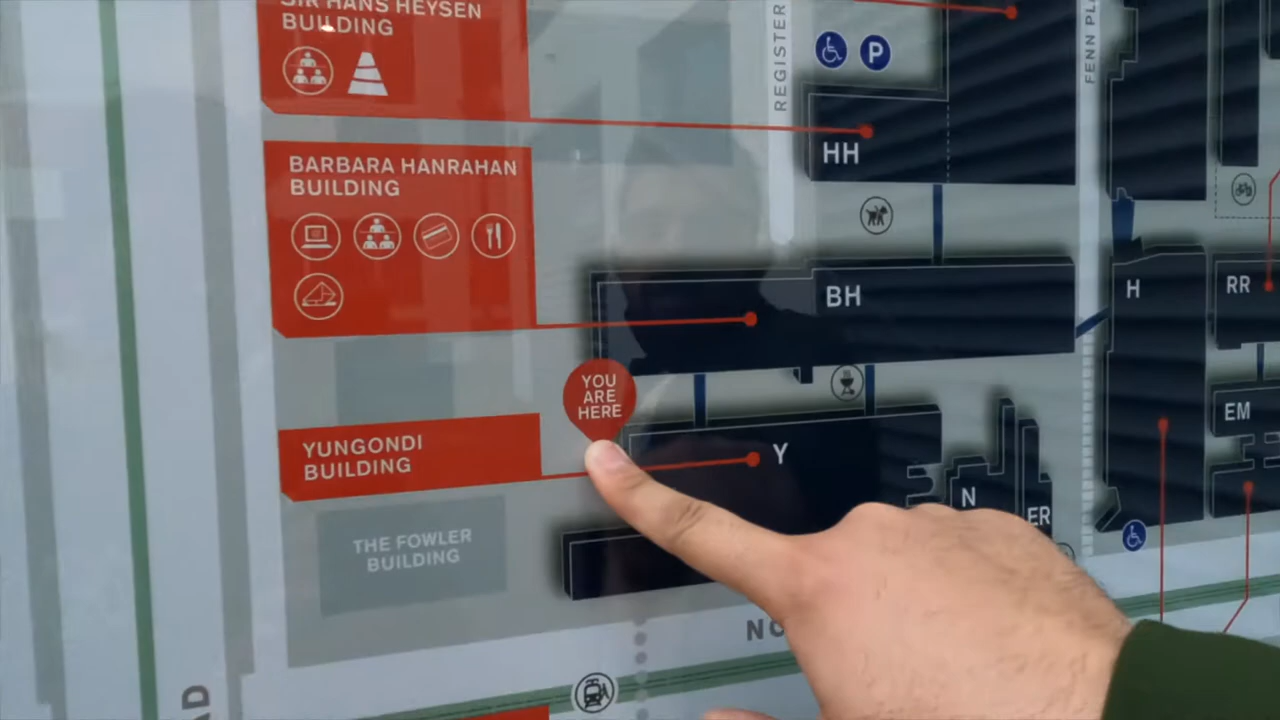 SIR HANS HEYSEN
BUILDING
REGISTER
P
FENN PL
HH
BARBARA HANRAHAN
BUILDING
BH
H
RR
YOU
ARE
HERE
EM
YUNGONDI
BUILDING
Y
N
ER
THE FOWLER
BUILDING
NO
AD